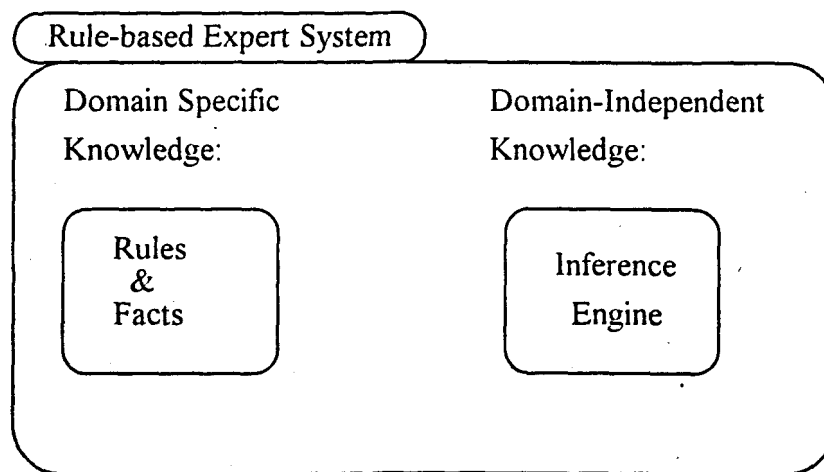 Rule-based Expert System
Domain Specific
Knowledge:
Domain-Independent
Knowledge:
Rules
&
Facts
Inference
Engine